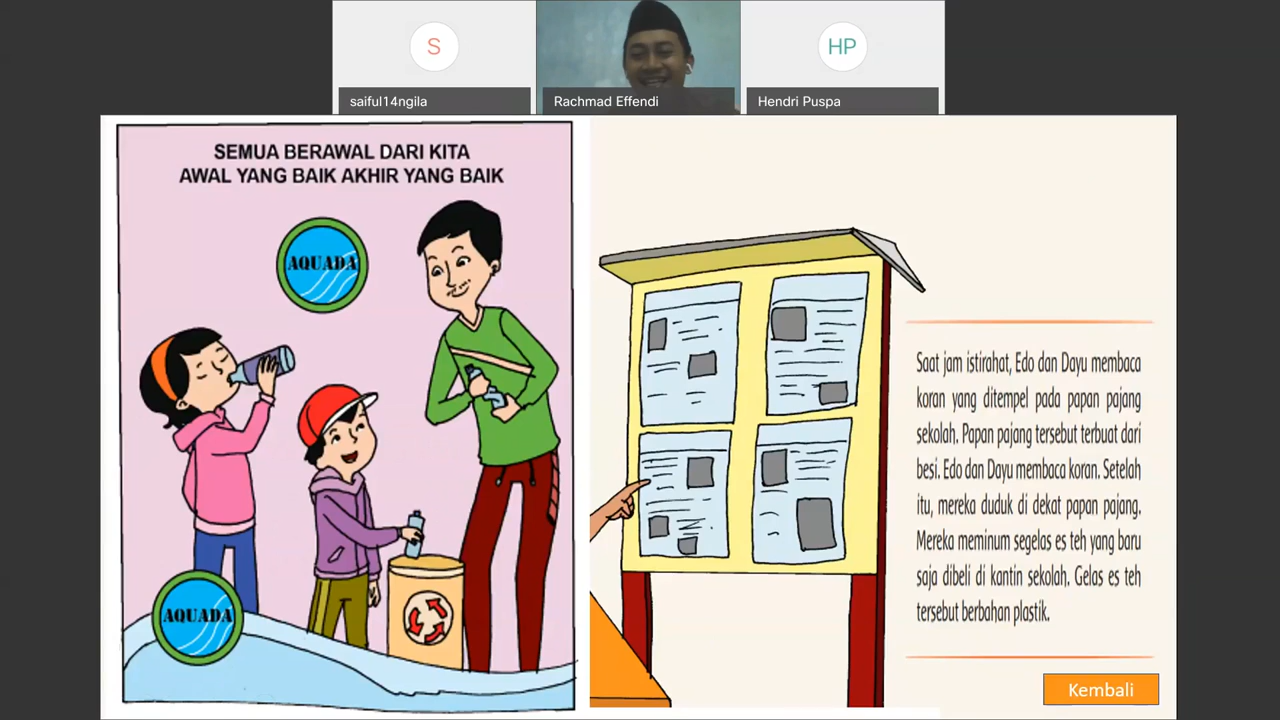 S
HP
saiful14ngila
Rachmad Effendi
Hendri Puspa
SEMUA BERAWAL DARI KITA
AWAL YANG BAIK AKHIR YANG BAIK
AQUADA
AQUADA
Saat jam istirahat, Edo dan Dayu membaca
koran yang ditempel pada papan pajang
sekolah. Papan pajang tersebut terbuat dari
besi. Edo dan Dayu membaca koran. Setelah
itu, mereka duduk di dekat papan pajang.
Mereka meminum segelas es teh yang baru
saja dibeli di kantin sekolah. Gelas es teh
tersebut berbahan plastik.
Kembali